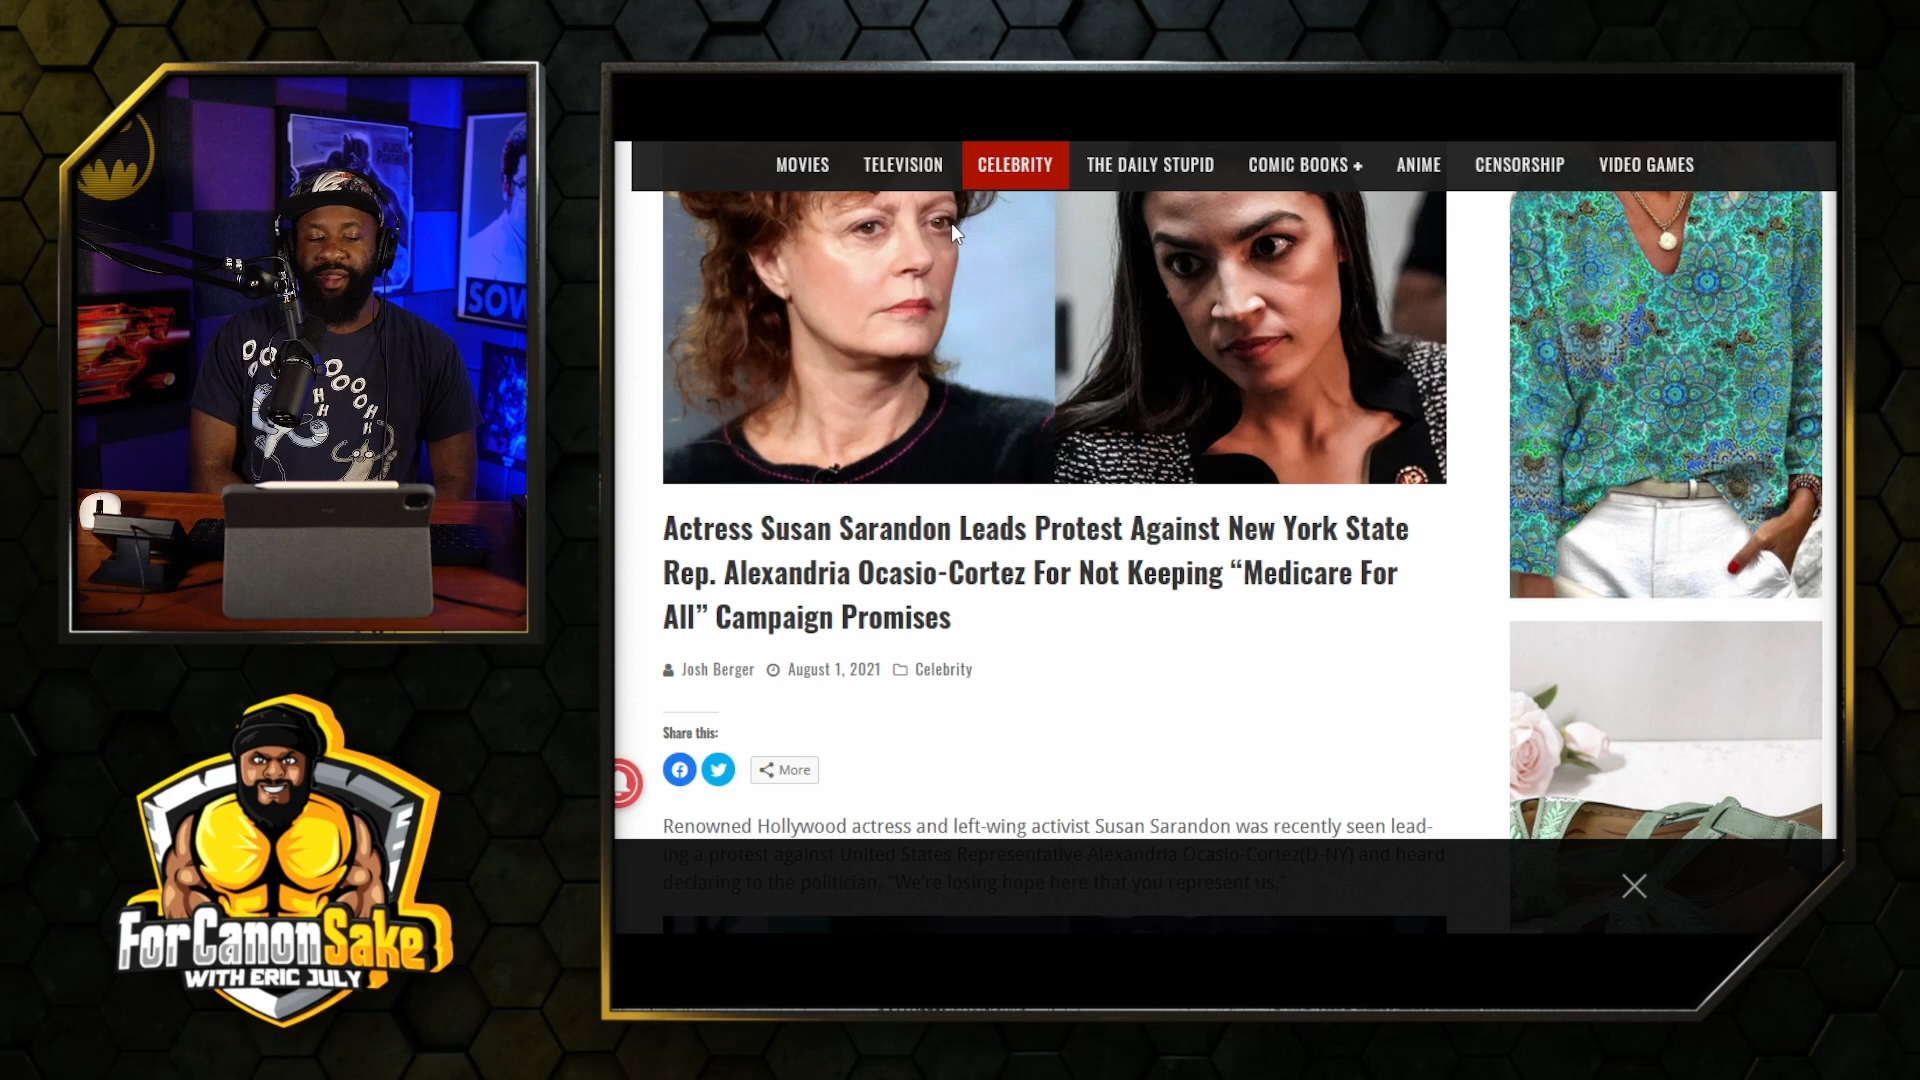 MOVIES TELEVISION CELEBRITY THE DAILY STUPID COMIC BOOKS + ANIME CENSORSHIP VIDEO GAMES
Actress Susan Sarandon Leads Protest Against New York State
Rep. Alexandria Ocasio-Cortez For Not Keeping “Medicare For
All” Campaign Promises
Josh Berger August 1, 2021 Celebrity
Share this:
More
Renowned Hollywood actress and left-wing activist Susan Sarandon was recently seen lead-
ing a protest against United States Representative Alexandria Ocasio-Cortez(D-NY) and heard
declaring to the politician, “We're losing hope here that you represent us.”
BLACK PANTHER
SOW
ForCanonSake
WITH ERIC JULY